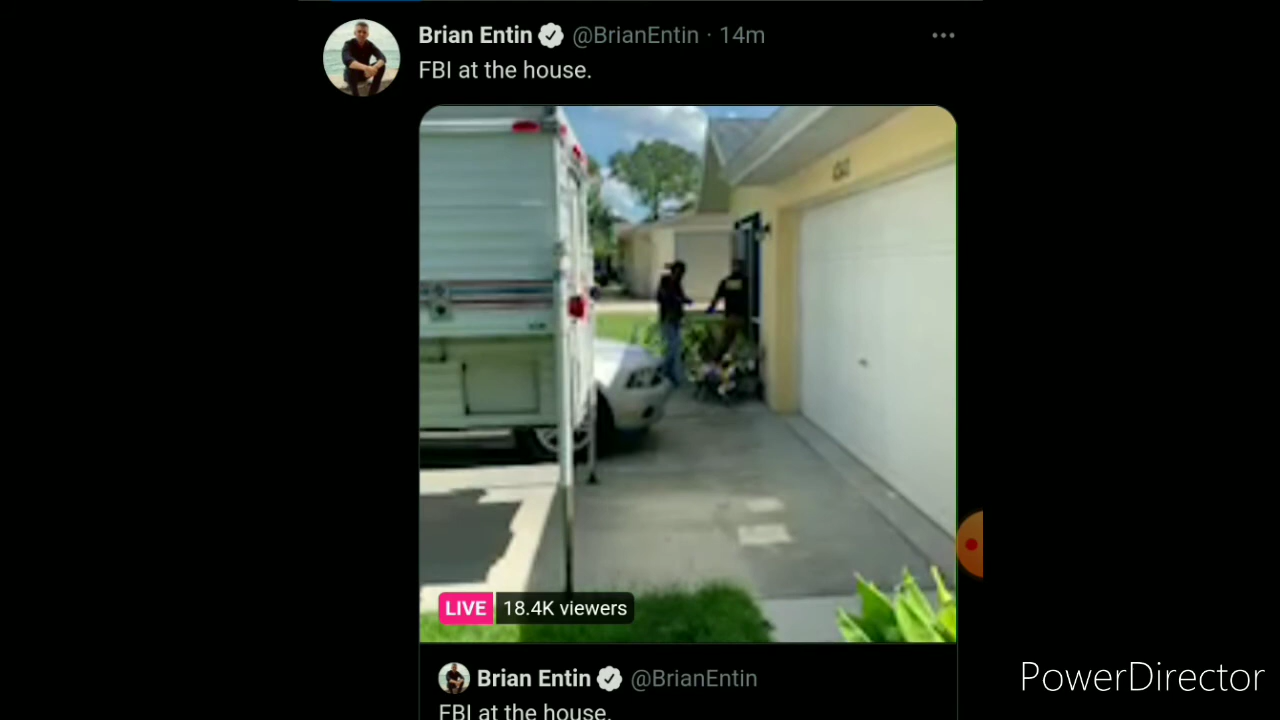 Brian Entin @BrianEntin · 14m
FBI at the house.
LIVE 18.4K viewers
Brian Entin @BrianEntin
FBI at the house.
PowerDirector